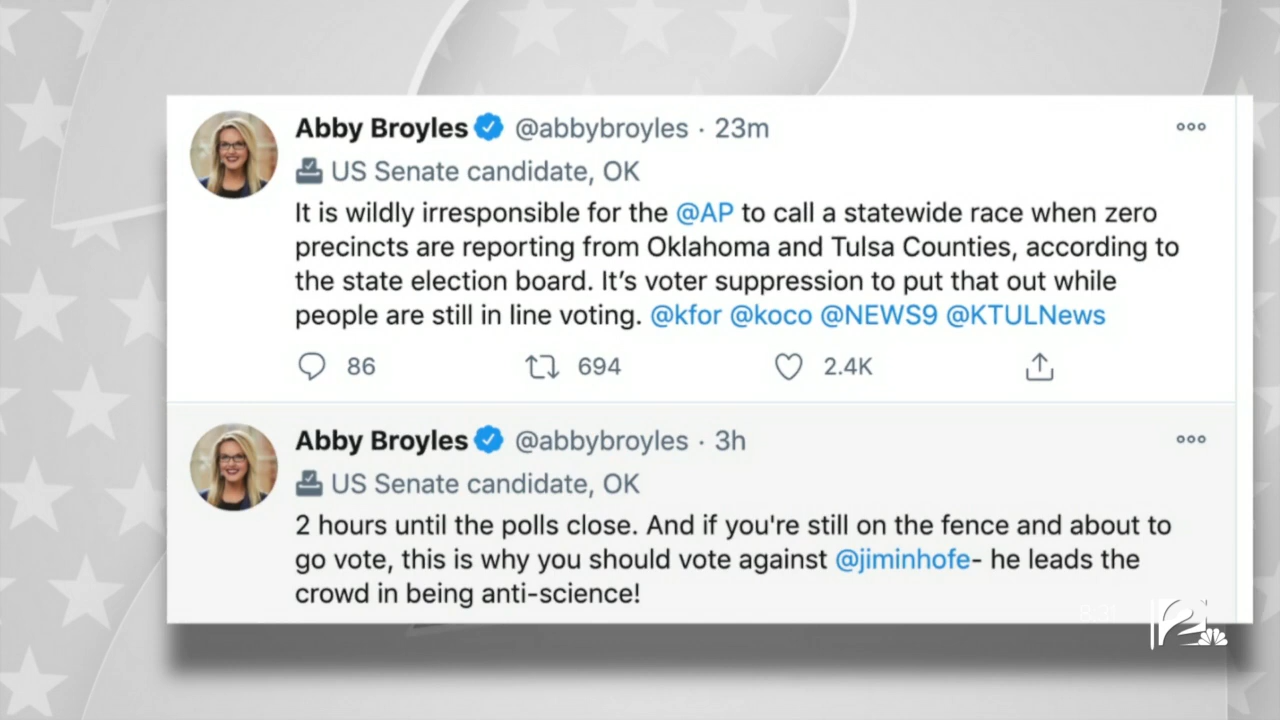 Abby Broyles @abbybroyles · 23m
US Senate candidate, OK
It is wildly irresponsible for the @AP to call a statewide race when zero
precincts are reporting from Oklahoma and Tulsa Counties, according to
the state election board. It’s voter suppression to put that out while
people are still in line voting. @kfor @koco @NEWS9 @KTULNews
86 694 2.4K
Abby Broyles @abbybroyles · 3h
US Senate candidate, OK
2 hours until the polls close. And if you're still on the fence and about to
go vote, this is why you should vote against @jiminhofe- he leads the
crowd in being anti-science!
2